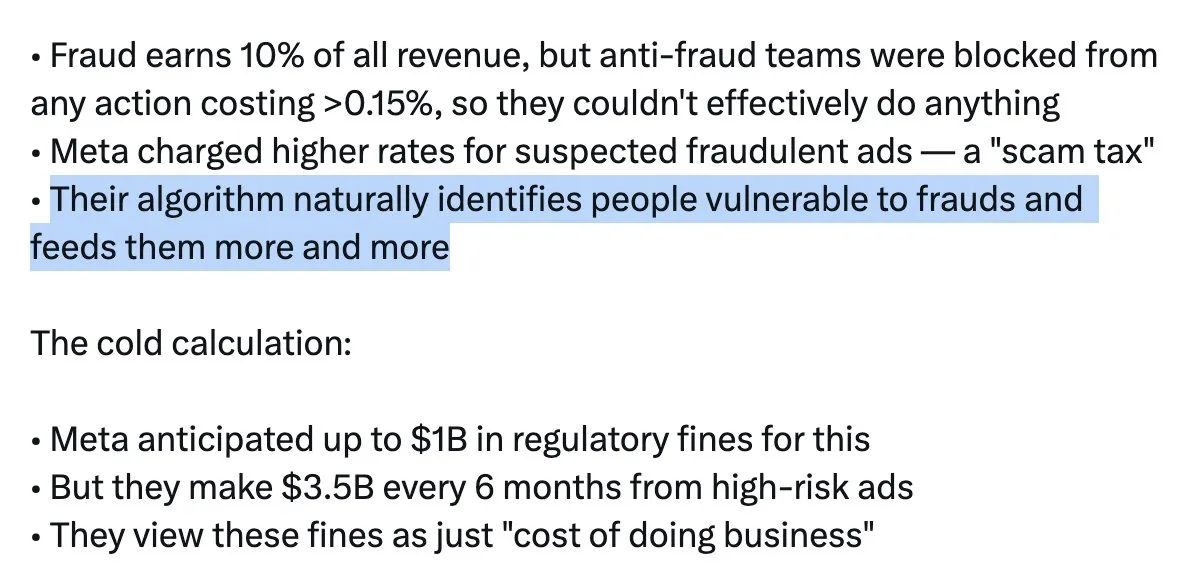 • Fraud earns 10% of all revenue, but anti-fraud teams were blocked from
any action costing >0.15%, so they couldn't effectively do anything
• Meta charged higher rates for suspected fraudulent ads — a "scam tax"
• Their algorithm naturally identifies people vulnerable to frauds and
feeds them more and more
The cold calculation:
• Meta anticipated up to $1B in regulatory fines for this
• But they make $3.5B every 6 months from high-risk ads
• They view these fines as just "cost of doing business"